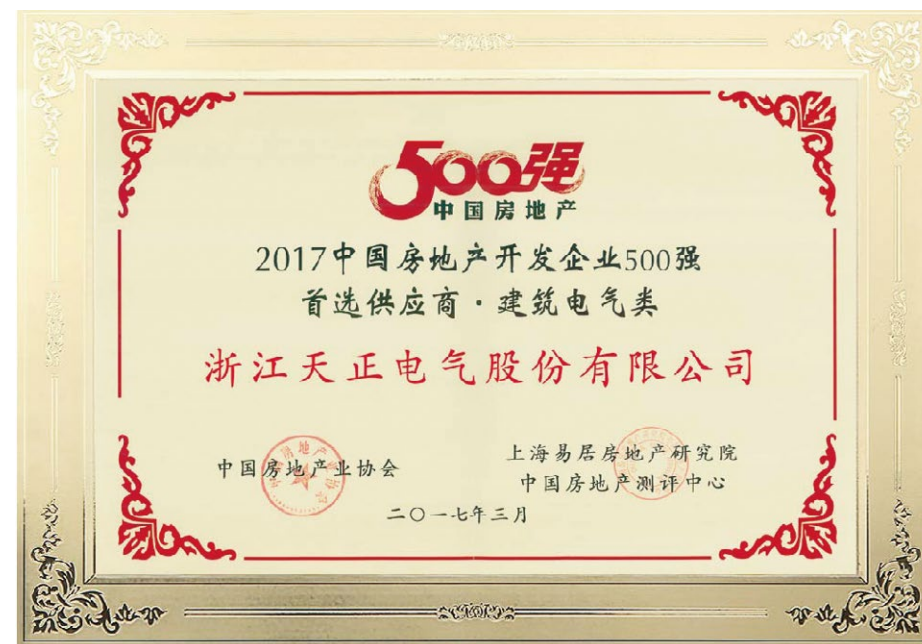 500强
中国房地产
2017中国房地产开发企业500强
首选供应商·建筑电气类
浙江天正电气股份有限公司
中国房地产业协会
上海易居房地产研究院
中国房地产测评中心
二〇一七年三月